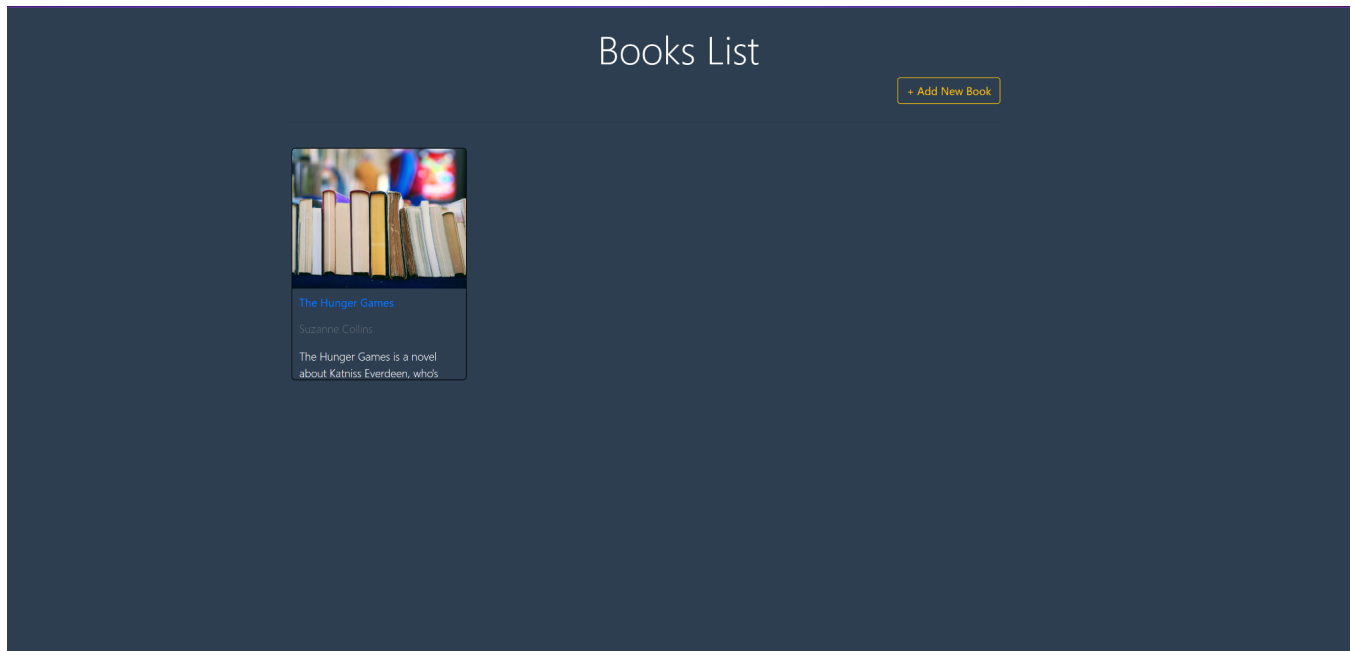 Books List
+ Add New Book
The Hunger Games
Suzanne Collins
The Hunger Games is a novel
about Katniss Everdeen, who's